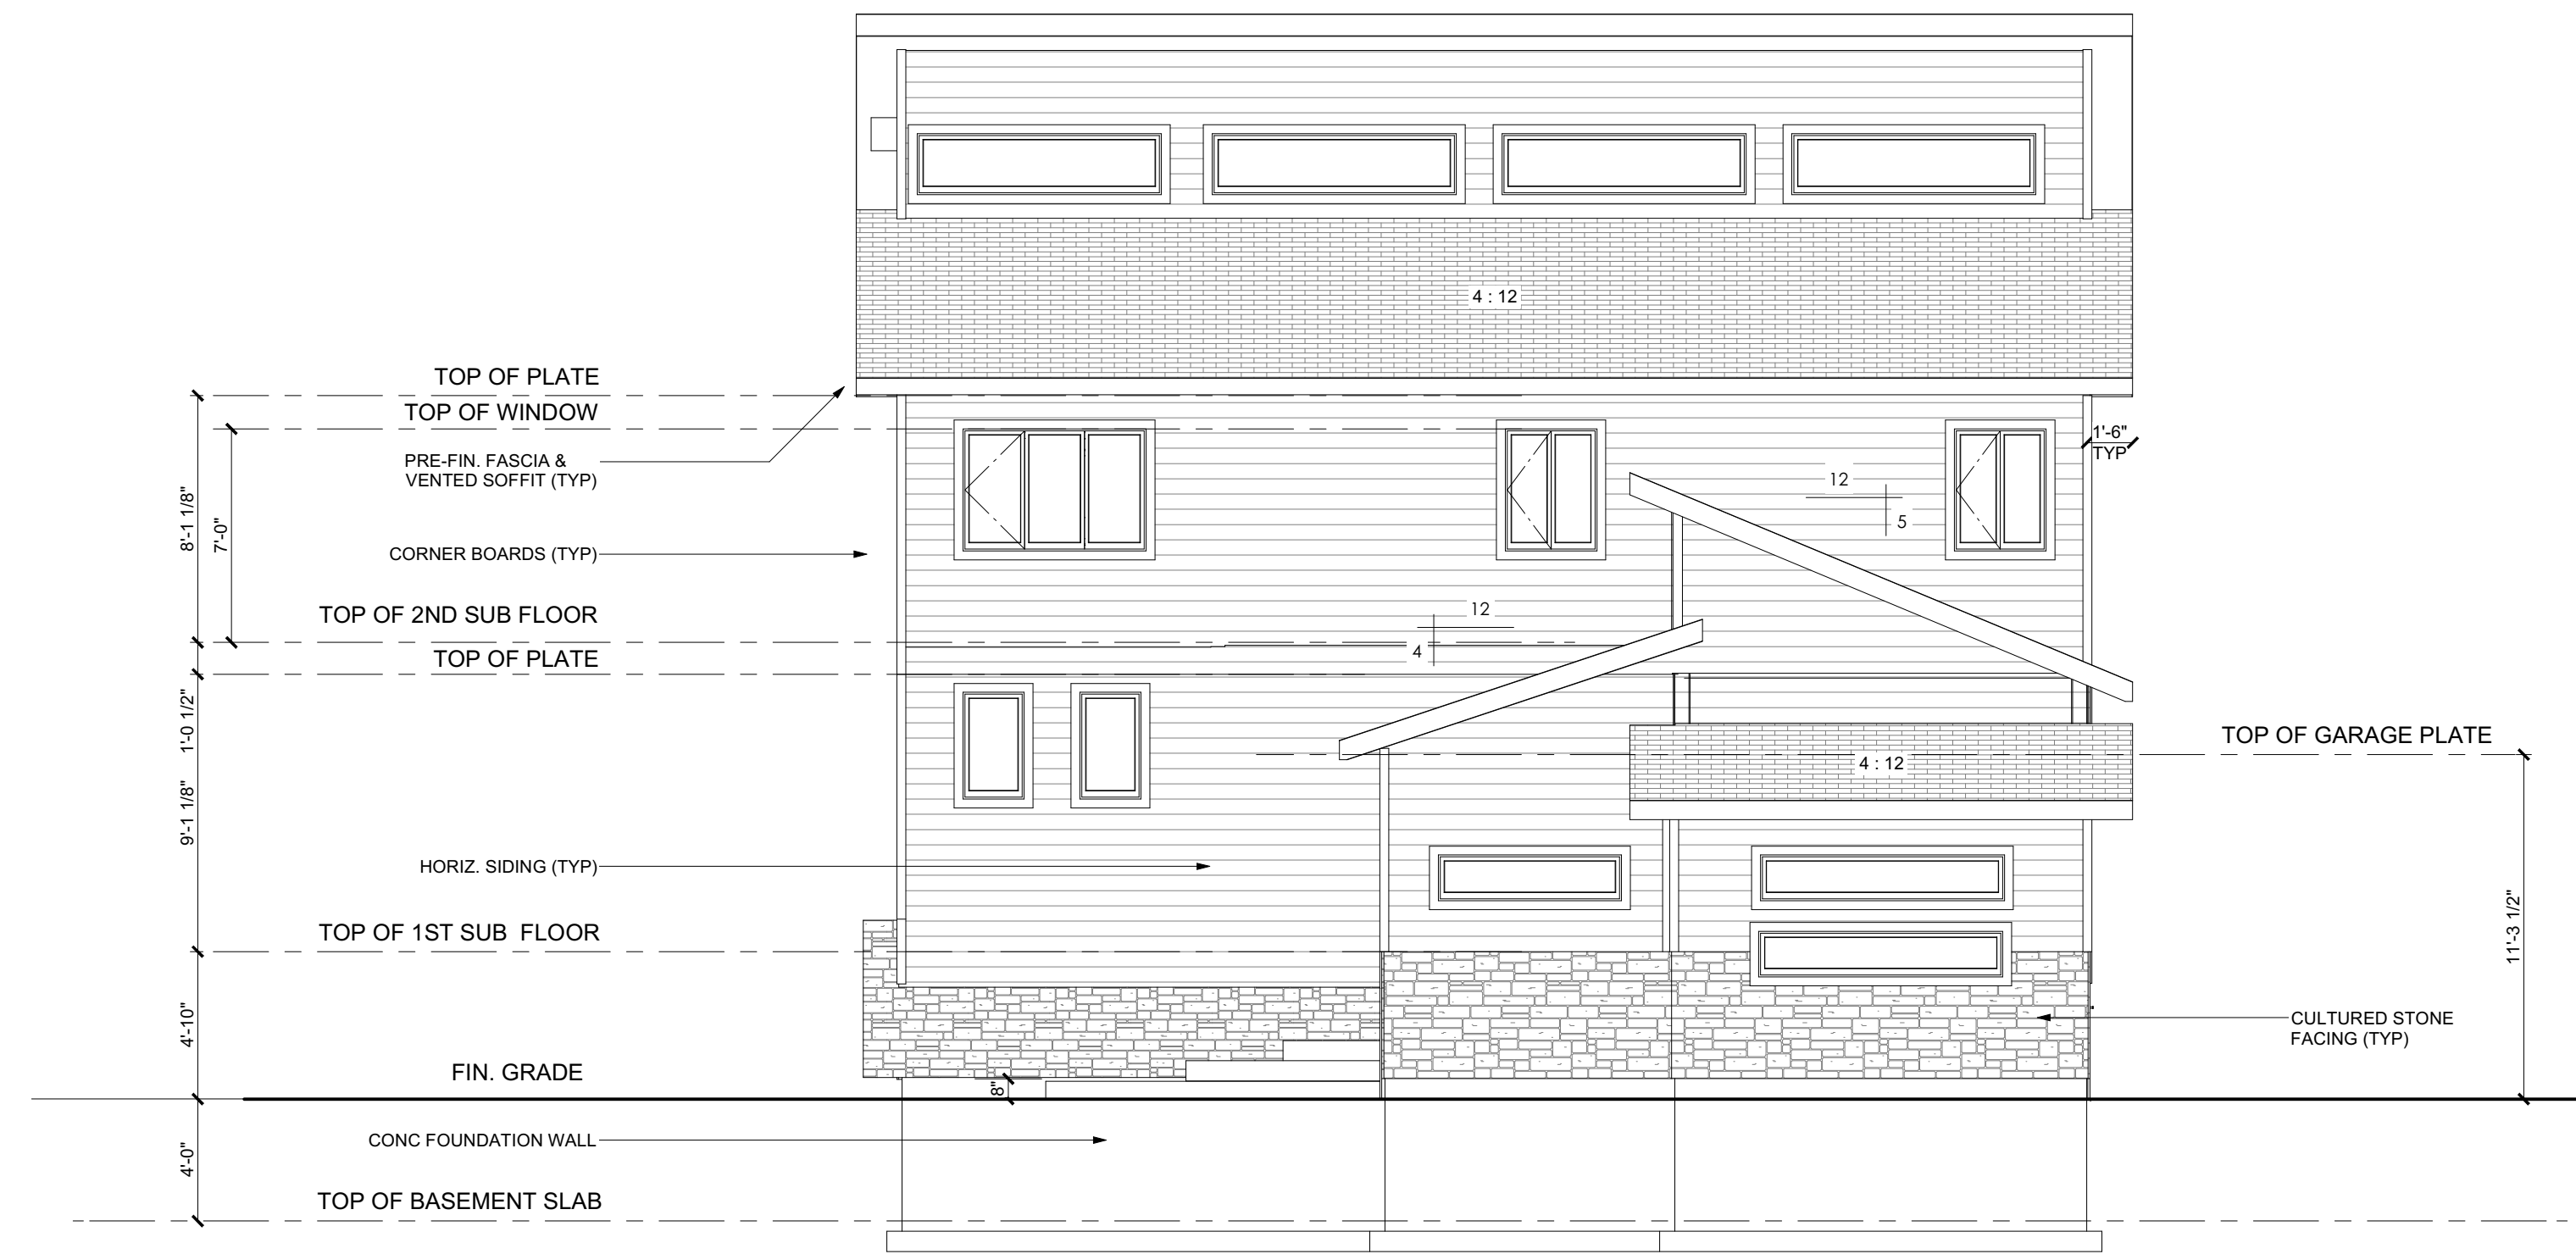 4 : 12
TOP OF PLATE
TOP OF WINDOW
PRE-FIN. FASCIA &
VENTED SOFFIT (TYP)
1'-6"
TYP
12
5
8'-1 1/8"
7'-0"
CORNER BOARDS (TYP)
TOP OF 2ND SUB FLOOR
12
4
TOP OF PLATE
1'-0 1/2"
TOP OF GARAGE PLATE
4 : 12
9'-1 1/8"
HORIZ. SIDING (TYP)
TOP OF 1ST SUB FLOOR
11'-3 1/2"
4'-10"
CULTURED STONE
FACING (TYP)
FIN. GRADE
8"
CONC FOUNDATION WALL
4'-0"
TOP OF BASEMENT SLAB